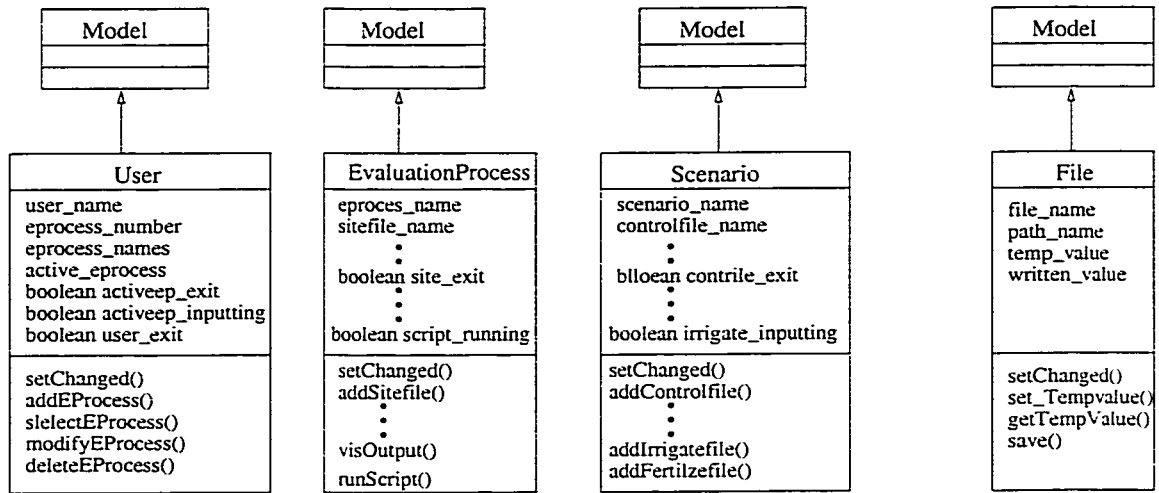 Model
User
user_name
eprocess_number
eprocess_names
active_eprocess
boolean activeep_exit
boolean activeep_inputting
boolean user_exit
setChanged()
addEProcess()
slelectEProcess()
modifyEProcess()
deleteEProcess()
Model
EvaluationProcess
eproces_name
sitefile_name
boolean site_exit
boolean script_running
setChanged()
addSitefile()
visOutput()
runScript()
Model
Scenario
scenario_name
controlfile_name
blloean contrile_exit
boolean irrigate_inputting
setChanged()
addControlfile()
addIrrigatefile()
addFertilzefile()
Model
File
file_name
path_name
temp_value
written_value
setChanged()
set_Tempvalue()
getTempValue()
save()